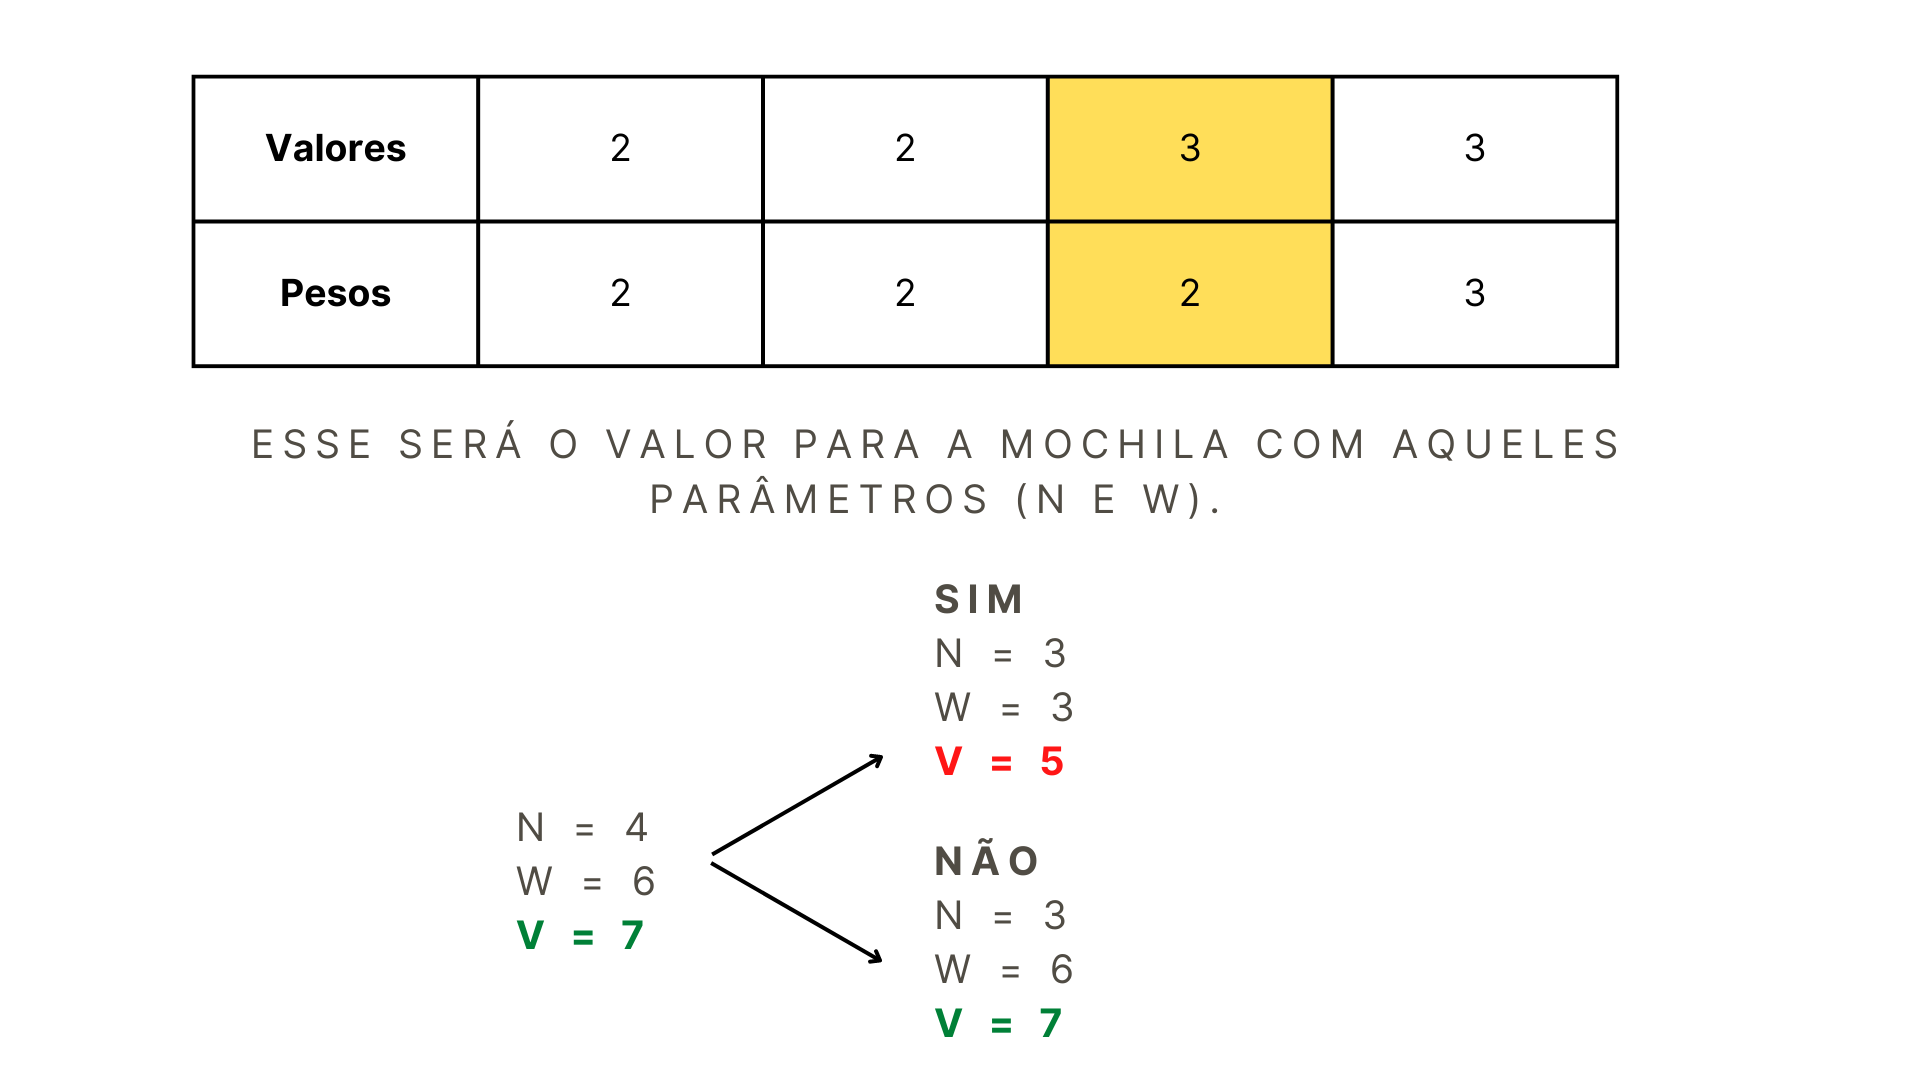 Valores 2 2 3 3
Pesos 2 2 2 3
ESSE SERÁ O VALOR PARA A MOCHILA COM AQUELES
PARÂMETROS (N E W).
SIM
N = 3
W = 3
V = 5
N = 4
W = 6
V = 7
NÃO
N = 3
W = 6
V = 7